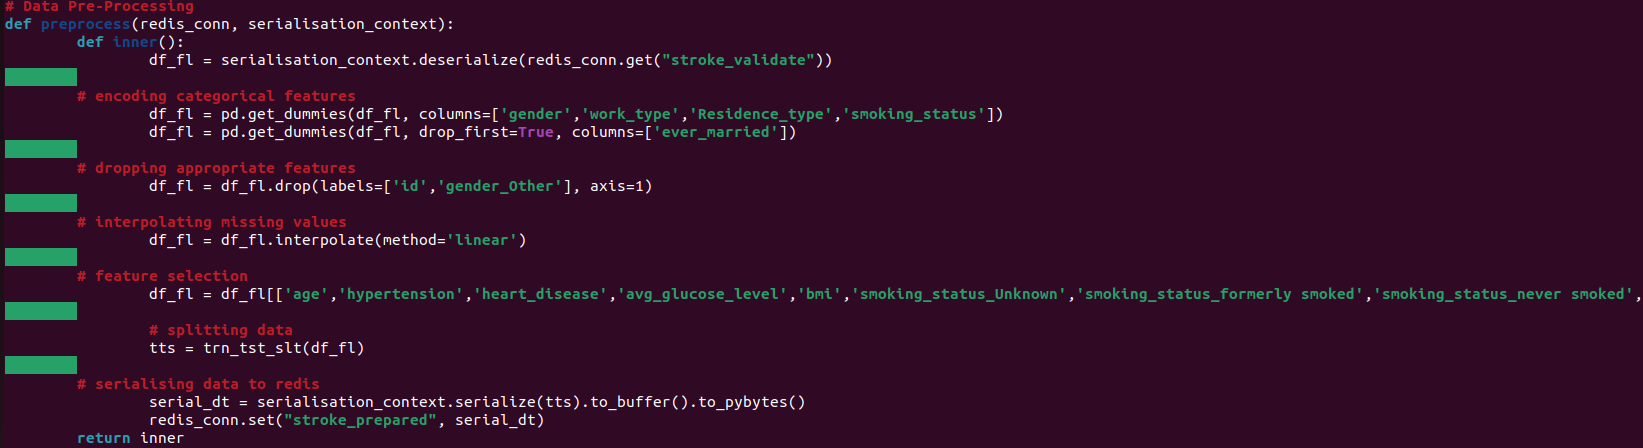 # Data Pre-Processing
def preprocess(redis_conn, serialisation_context):
        def inner():
                df_fl = serialisation_context.deserialize(redis_conn.get("stroke_validate"))
        # encoding categorical features
                df_fl = pd.get_dummies(df_fl, columns=['gender','work_type','Residence_type','smoking_status'])
                df_fl = pd.get_dummies(df_fl, drop_first=True, columns=['ever_married'])
        # dropping appropriate features
                df_fl = df_fl.drop(labels=['id','gender_Other'], axis=1)
        # interpolating missing values
                df_fl = df_fl.interpolate(method='linear')
        # feature selection
                df_fl = df_fl[['age','hypertension','heart_disease','avg_glucose_level','bmi','smoking_status_Unknown','smoking_status_formerly smoked','smoking_status_never smoked',
                # splitting data
                tts = trn_tst_slt(df_fl)
        # serialising data to redis
                serial_dt = serialisation_context.serialize(tts).to_buffer().to_pybytes()
                redis_conn.set("stroke_prepared", serial_dt)
        return inner